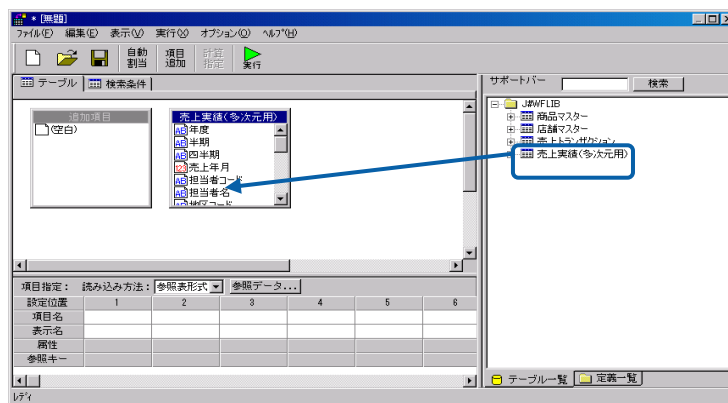 * [無題]
ファイル(F) 編集(E) 表示(V) 実行(X) オプション(O) ヘルプ(H)
自動割当 項目追加 計算指定 実行
テーブル 検索条件
サポートバー 検索
追加項目
(空白)
売上実績(多次元用)
年度
半期
四半期
売上年月
担当者コード
担当者名
地区コード
J#WFLIB
商品マスター
店舗マスター
売上トランザクション
売上実績(多次元用)
項目指定: 読み込み方法: 参照表形式 参照データ...
設定位置 1 2 3 4 5 6
項目名
表示名
属性
参照キー
テーブル一覧 定義一覧
レディ